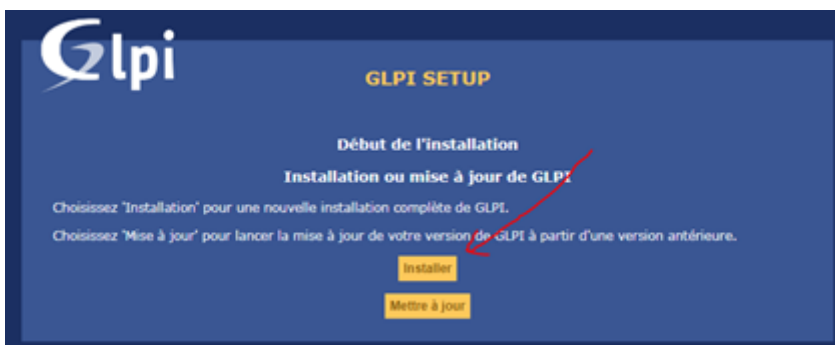 Glpi
GLPI SETUP
Début de l'installation
Installation ou mise à jour de GLPI
Choisissez 'Installation' pour une nouvelle installation complète de GLPI.
Choisissez 'Mise à jour' pour lancer la mise à jour de votre version de GLPI à partir d'une version antérieure.
Installer
Mettre à jour